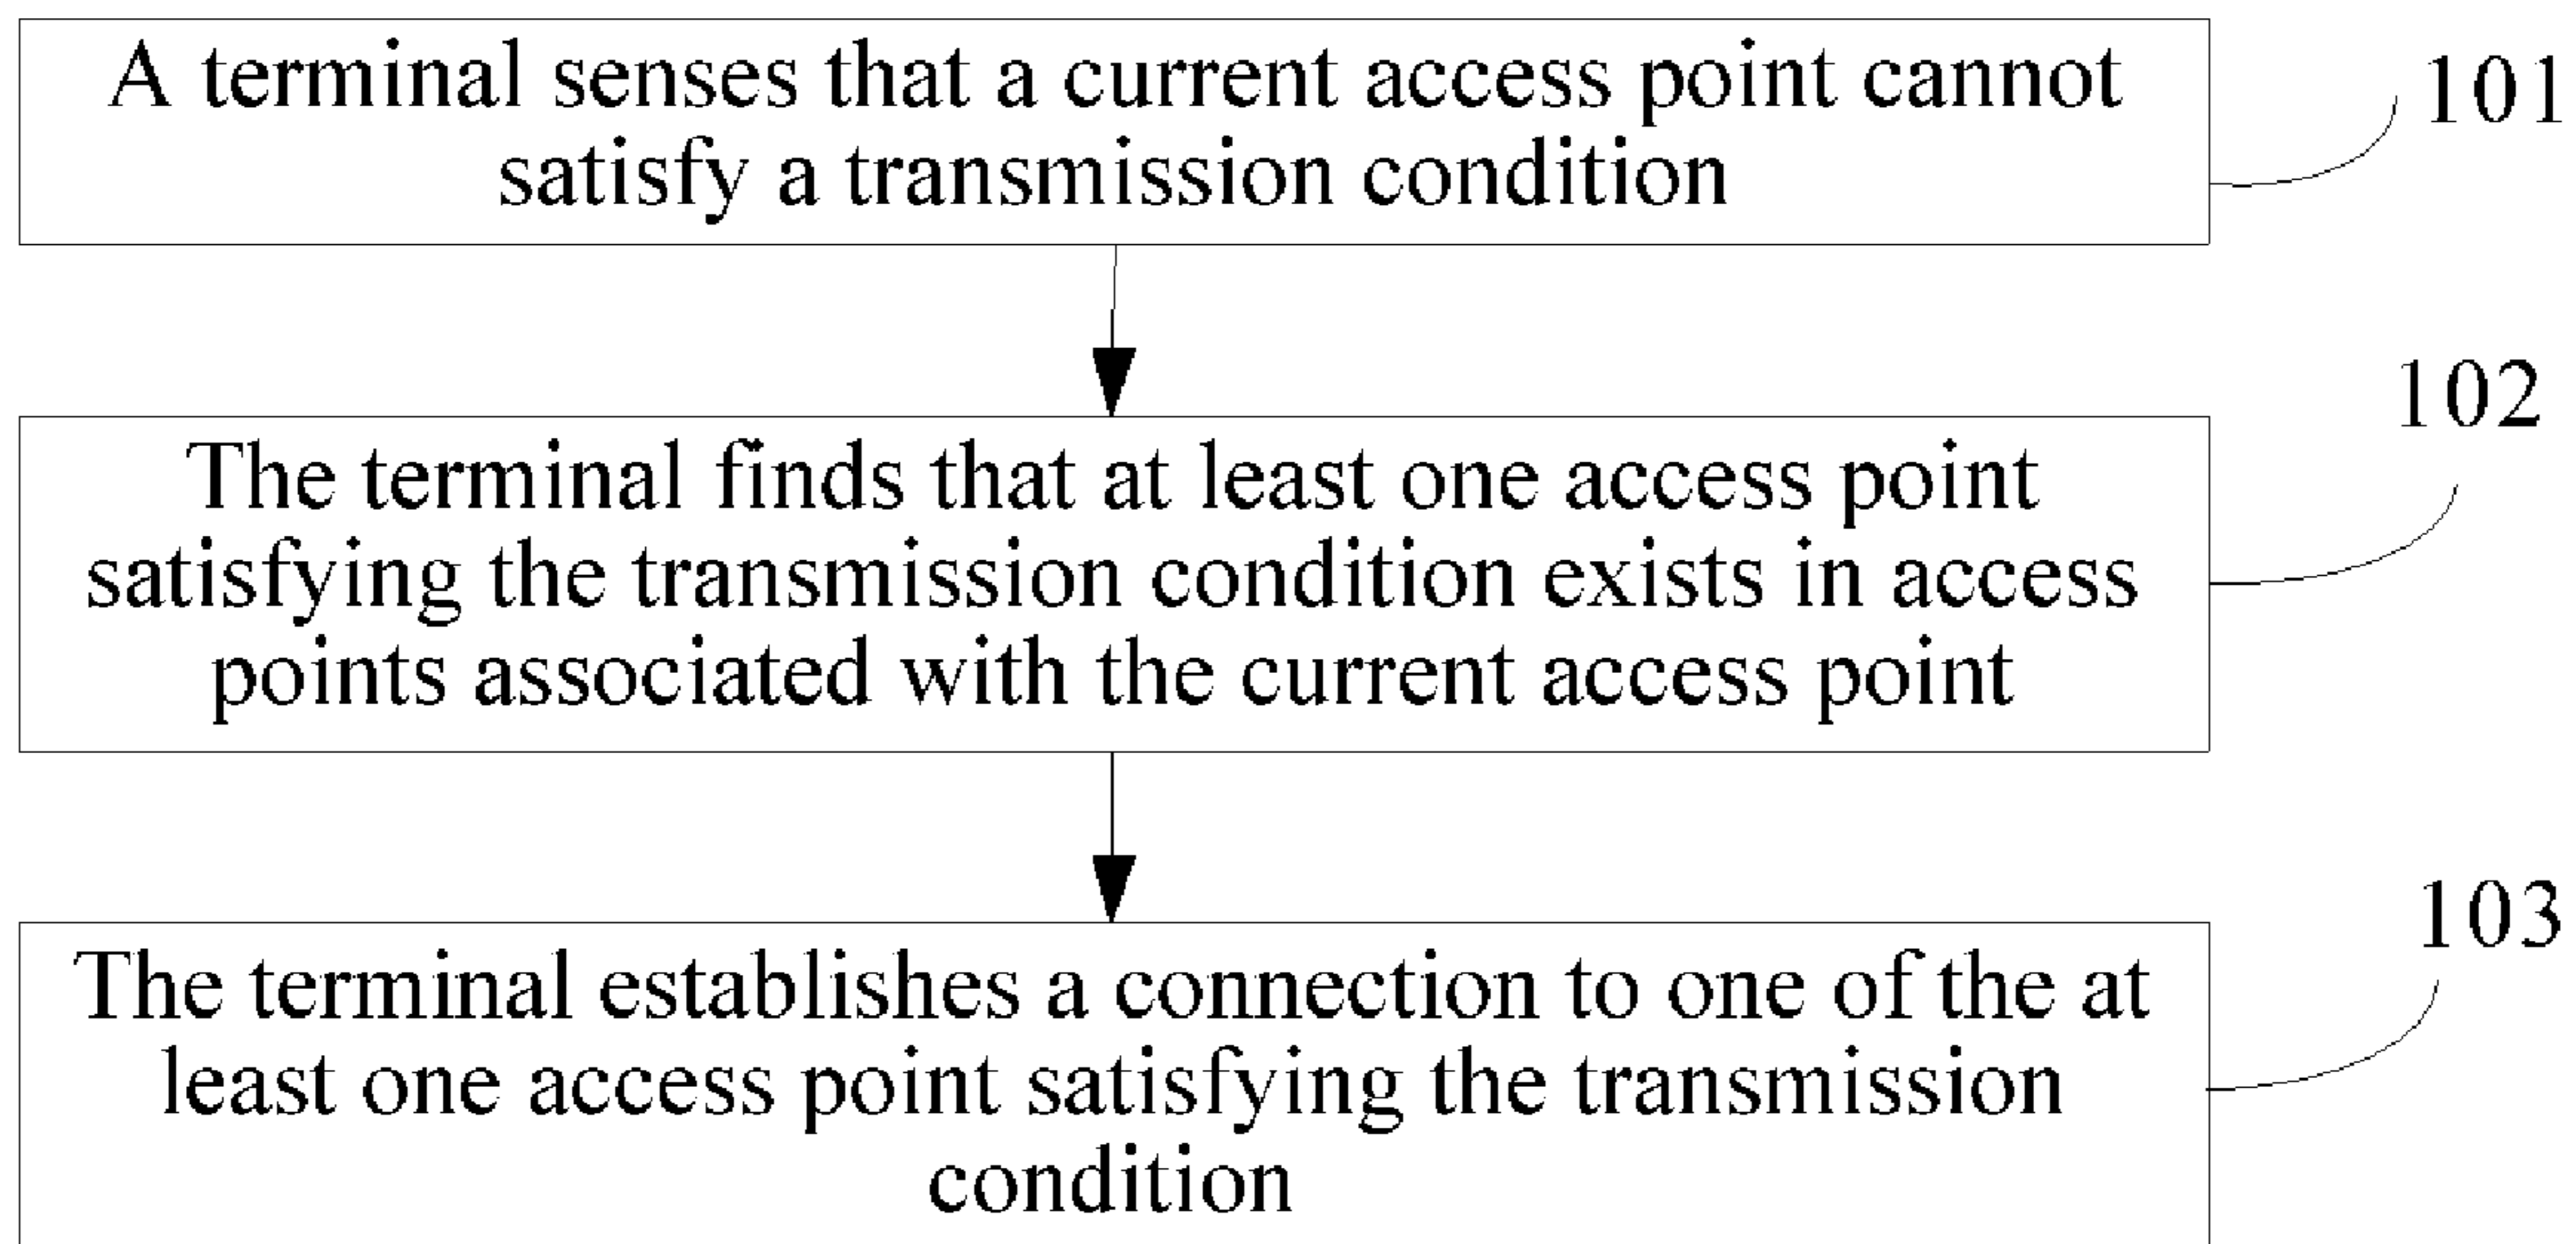 A terminal senses that a current access point cannot
satisfy a transmission condition
101
102
The terminal finds that at least one access point
satisfying the transmission condition exists in access
points associated with the current access point
103
The terminal establishes a connection to one of the at
least one access point satisfying the transmission
condition